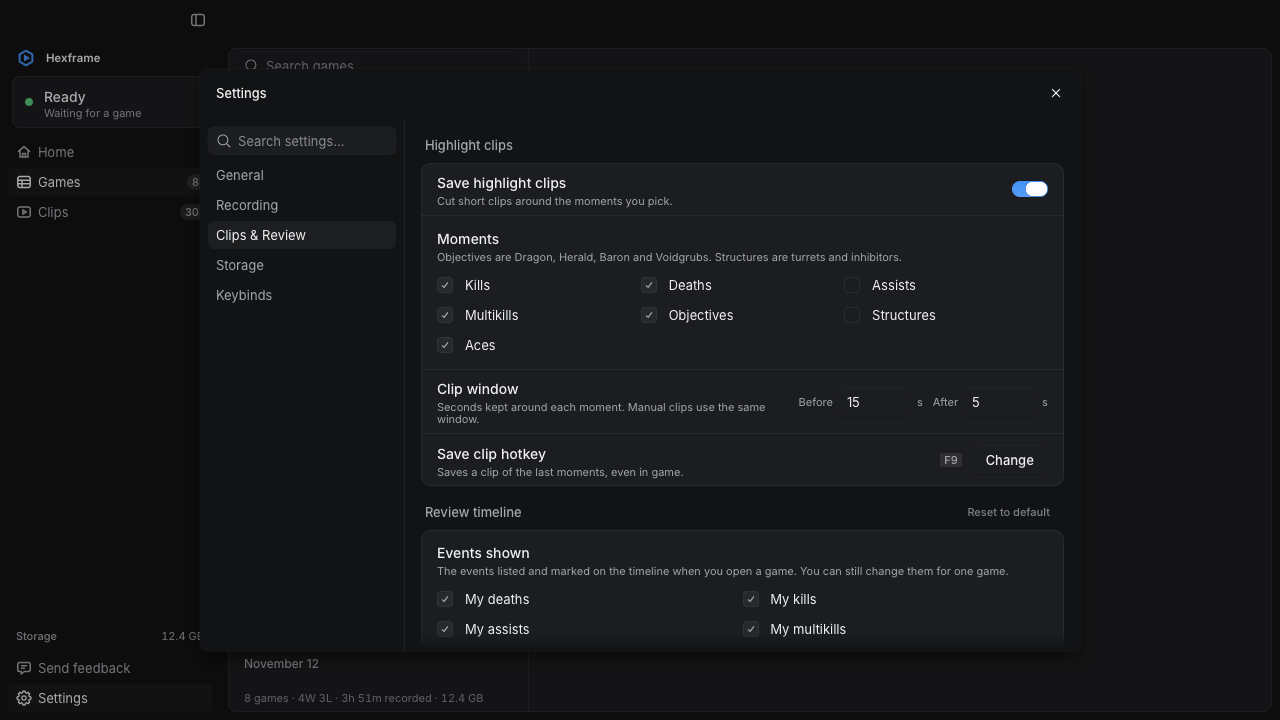 Hexframe
Ready
Waiting for a game
Home
Games
8
Clips
30
Storage
12.4 GB
Send feedback
Settings
Search games
Settings
Search settings...
General
Recording
Clips & Review
Storage
Keybinds
Highlight clips
Save highlight clips
Cut short clips around the moments you pick.
Moments
Objectives are Dragon, Herald, Baron and Voidgrubs. Structures are turrets and inhibitors.
Kills
Deaths
Assists
Multikills
Objectives
Structures
Aces
Clip window
Seconds kept around each moment. Manual clips use the same
window.
Before 15 s After 5 s
Save clip hotkey
Saves a clip of the last moments, even in game.
F9
Change
Review timeline
Reset to default
Events shown
The events listed and marked on the timeline when you open a game. You can still change them for one game.
My deaths
My kills
My assists
My multikills
November 12
8 games · 4W 3L · 3h 51m recorded · 12.4 GB